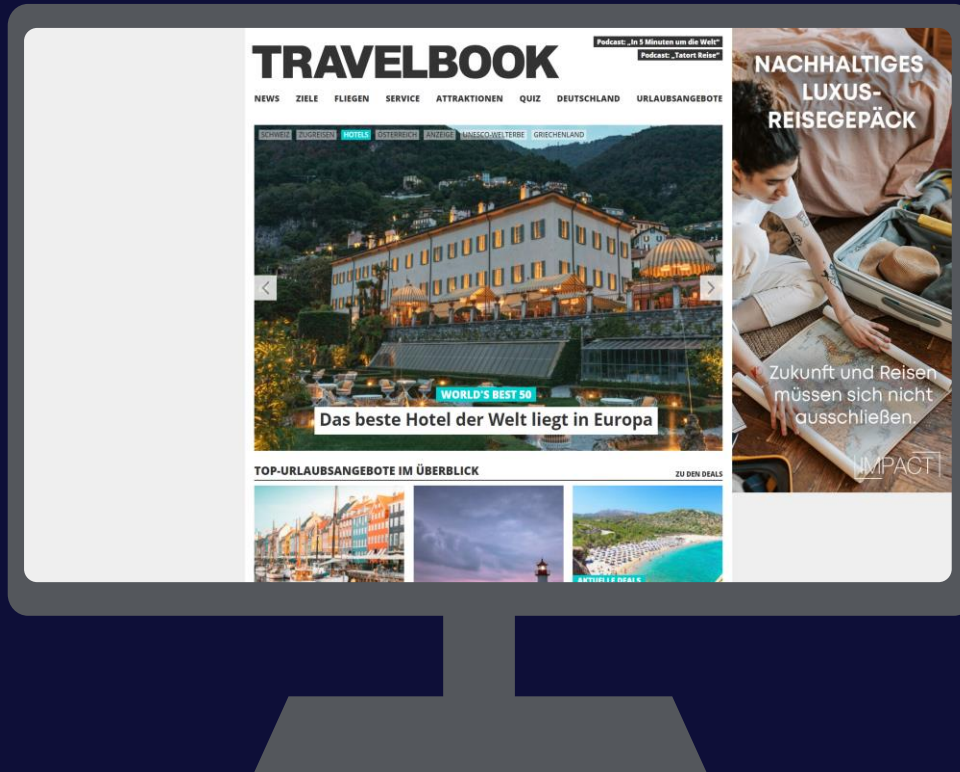 TRAVELBOOK
Podcast: „In 5 Minuten um die Welt"
Podcast: „Tatort Reise"
NEWS ZIELE FLIEGEN SERVICE ATTRAKTIONEN QUIZ DEUTSCHLAND URLAUBSANGEBOTE
SCHWEIZ ZUGREISEN HOTELS ÖSTERREICH ANZEIGE UNESCO-WELTERBE GRIECHENLAND
WORLD'S BEST 50
Das beste Hotel der Welt liegt in Europa
TOP-URLAUBSANGEBOTE IM ÜBERBLICK
ZU DEN DEALS
AKTUELLE DEALS
NACHHALTIGES
LUXUS-
REISEGEPÄCK
Zukunft und Reisen
müssen sich nicht
ausschließen.
IMPACT